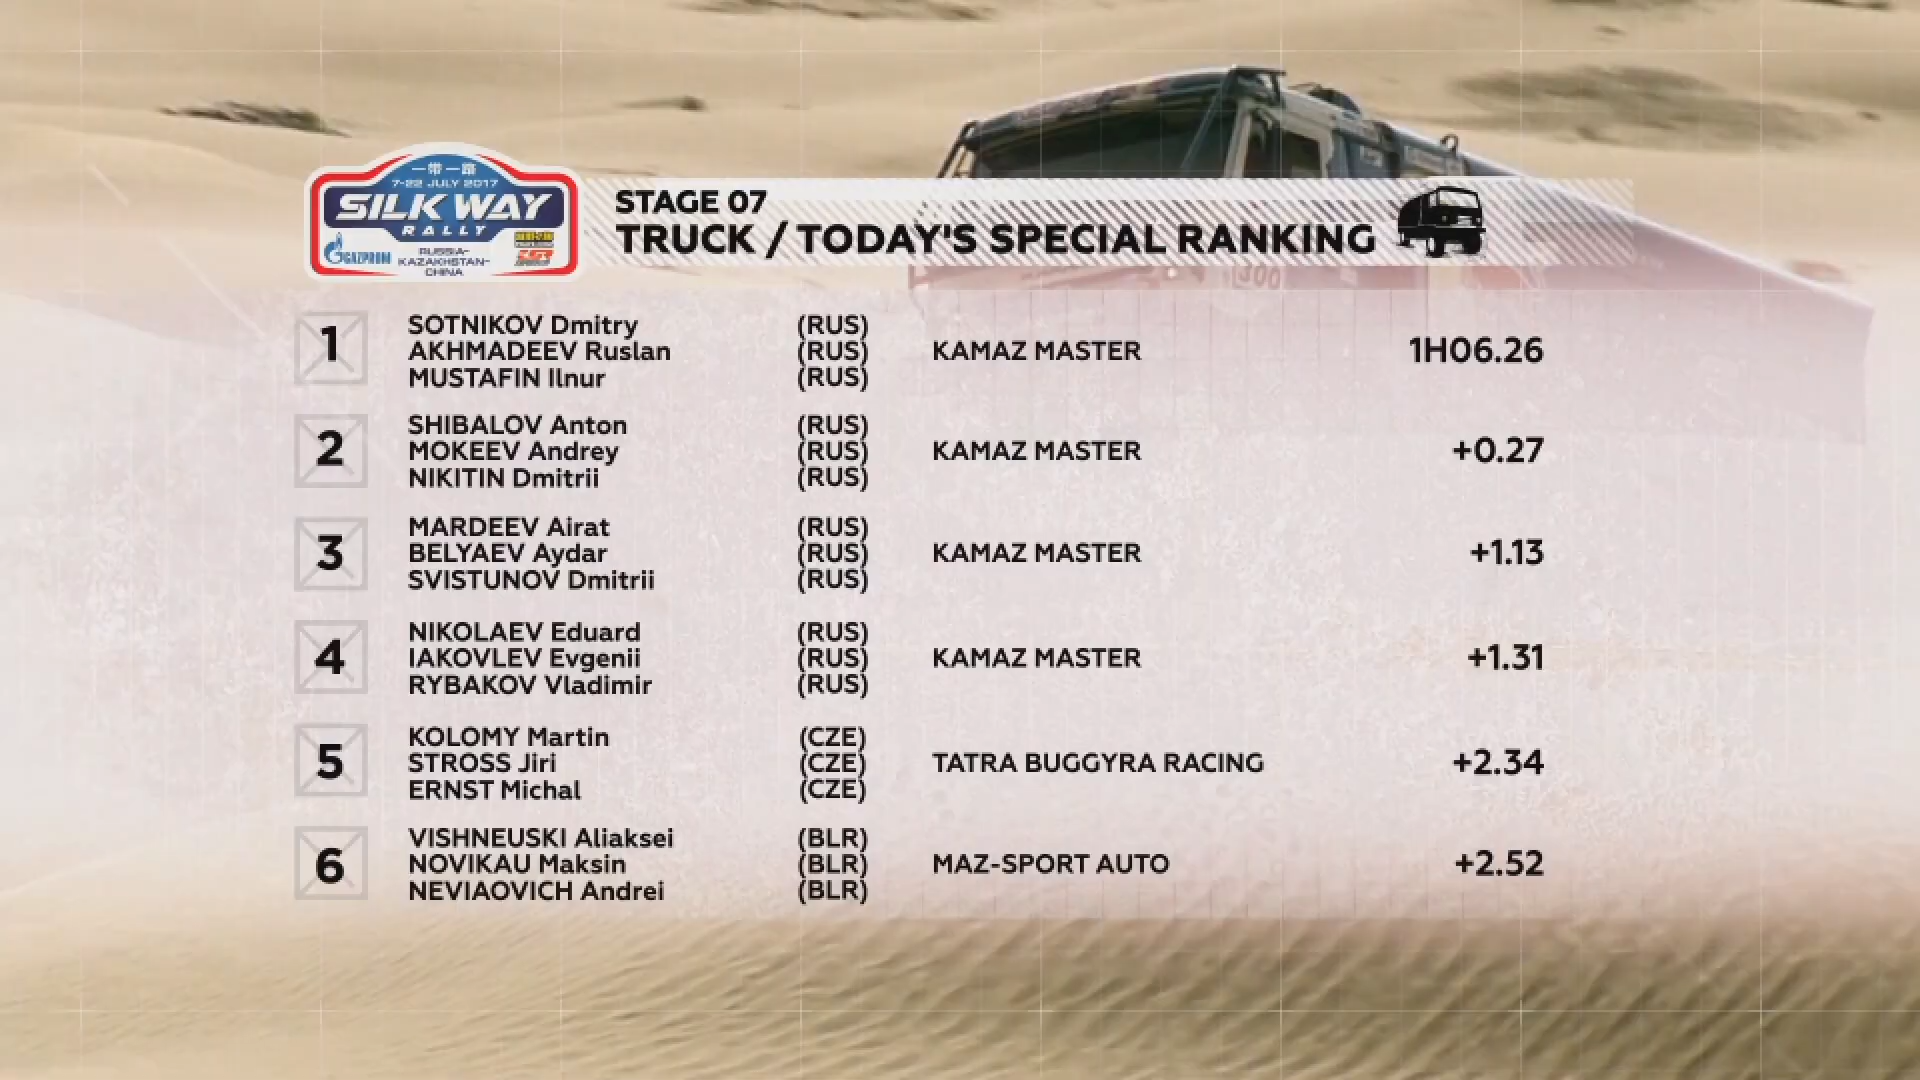 一带一路
7-22 JULY 2017
SILK WAY
RALLY
GAZPROM
RUSSIA-
KAZAKHSTAN-
CHINA
STAGE 07
TRUCK / TODAY'S SPECIAL RANKING
300
1
SOTNIKOV Dmitry (RUS)
AKHMADEEV Ruslan (RUS) KAMAZ MASTER 1H06.26
MUSTAFIN Ilnur (RUS)
2
SHIBALOV Anton (RUS)
MOKEEV Andrey (RUS) KAMAZ MASTER +0.27
NIKITIN Dmitrii (RUS)
3
MARDEEV Airat (RUS)
BELYAEV Aydar (RUS) KAMAZ MASTER +1.13
SVISTUNOV Dmitrii (RUS)
4
NIKOLAEV Eduard (RUS)
IAKOVLEV Evgenii (RUS) KAMAZ MASTER +1.31
RYBAKOV Vladimir (RUS)
5
KOLOMY Martin (CZE)
STROSS Jiri (CZE) TATRA BUGGYRA RACING +2.34
ERNST Michal (CZE)
6
VISHNEUSKI Aliaksei (BLR)
NOVIKAU Maksin (BLR) MAZ-SPORT AUTO +2.52
NEVIAOVICH Andrei (BLR)